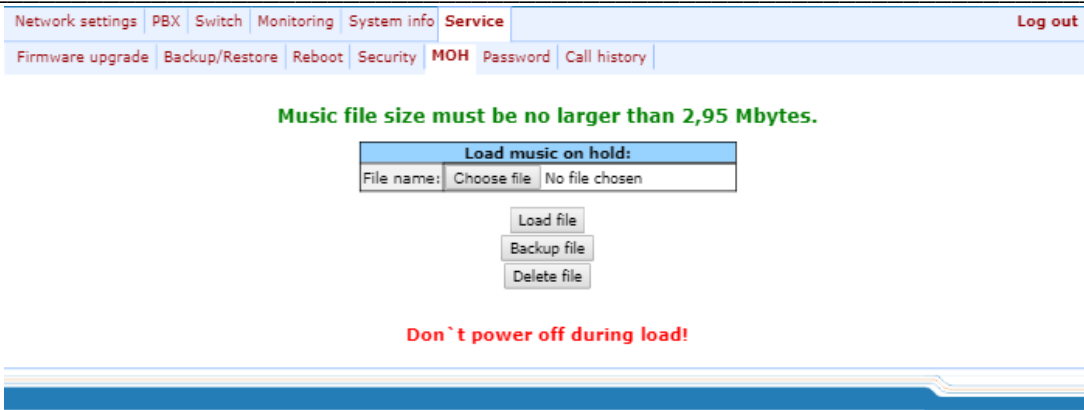 Network settings PBX Switch Monitoring System info Service Log out
Firmware upgrade Backup/Restore Reboot Security MOH Password Call history
Music file size must be no larger than 2,95 Mbytes.
Load music on hold:
File name: Choose file No file chosen
Load file
Backup file
Delete file
Don`t power off during load!